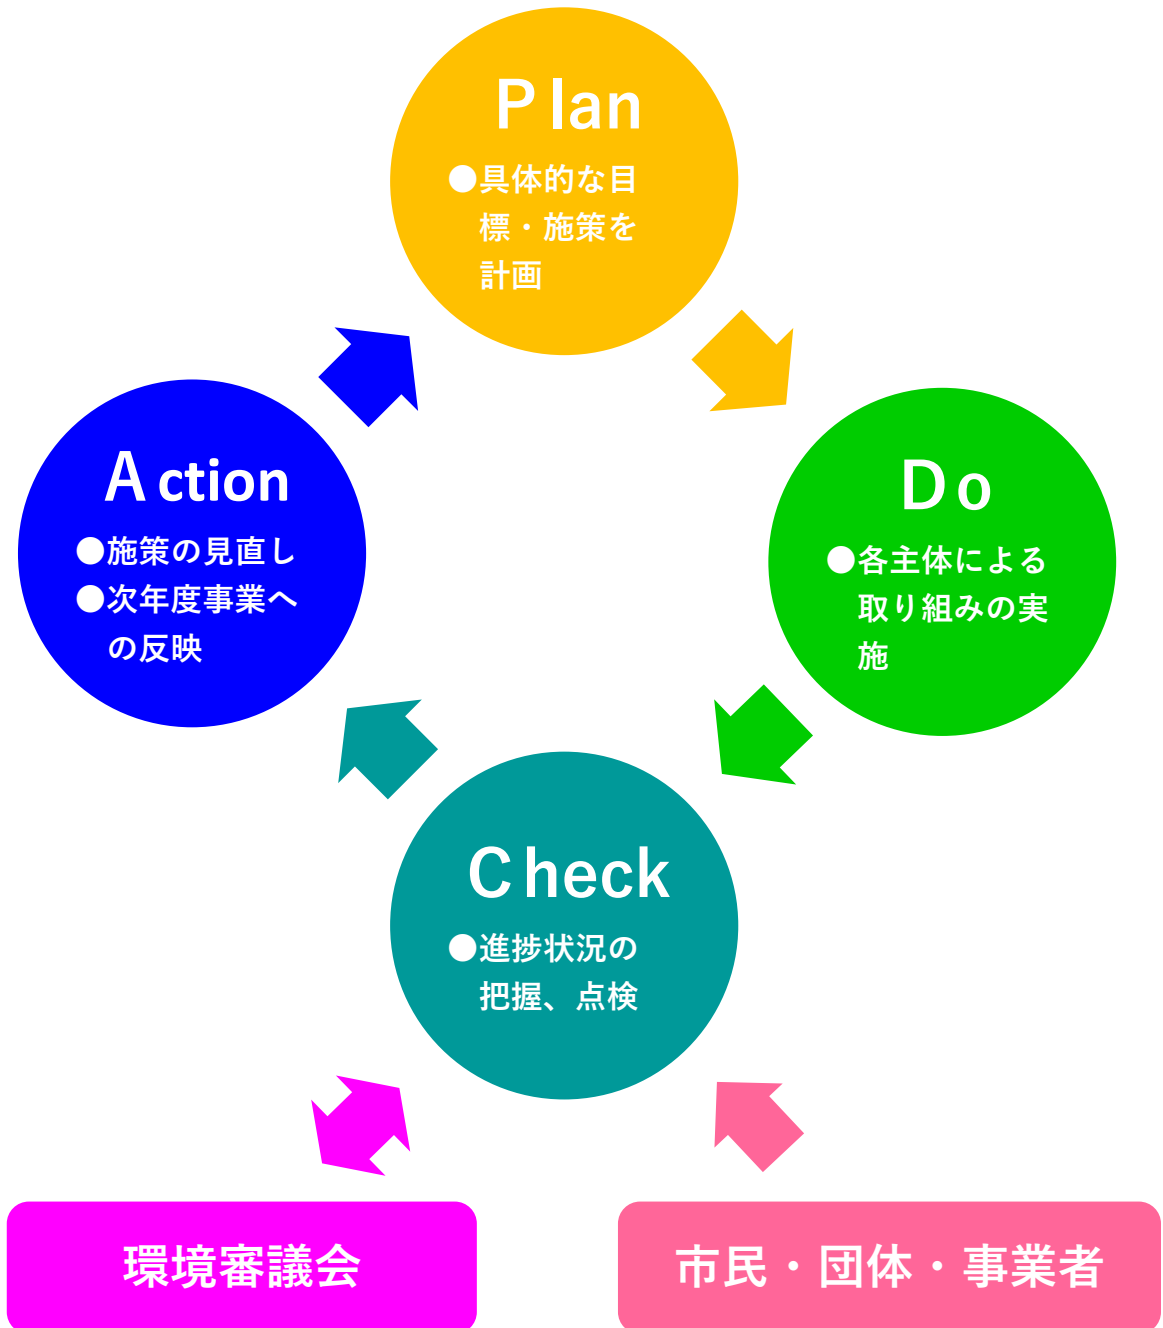 Plan
●具体的な目
標・施策を
計画
Action
●施策の見直し
●次年度事業へ
の反映
Do
●各主体による
取り組みの実
施
Check
●進捗状況の
把握、点検
環境審議会
市民・団体・事業者